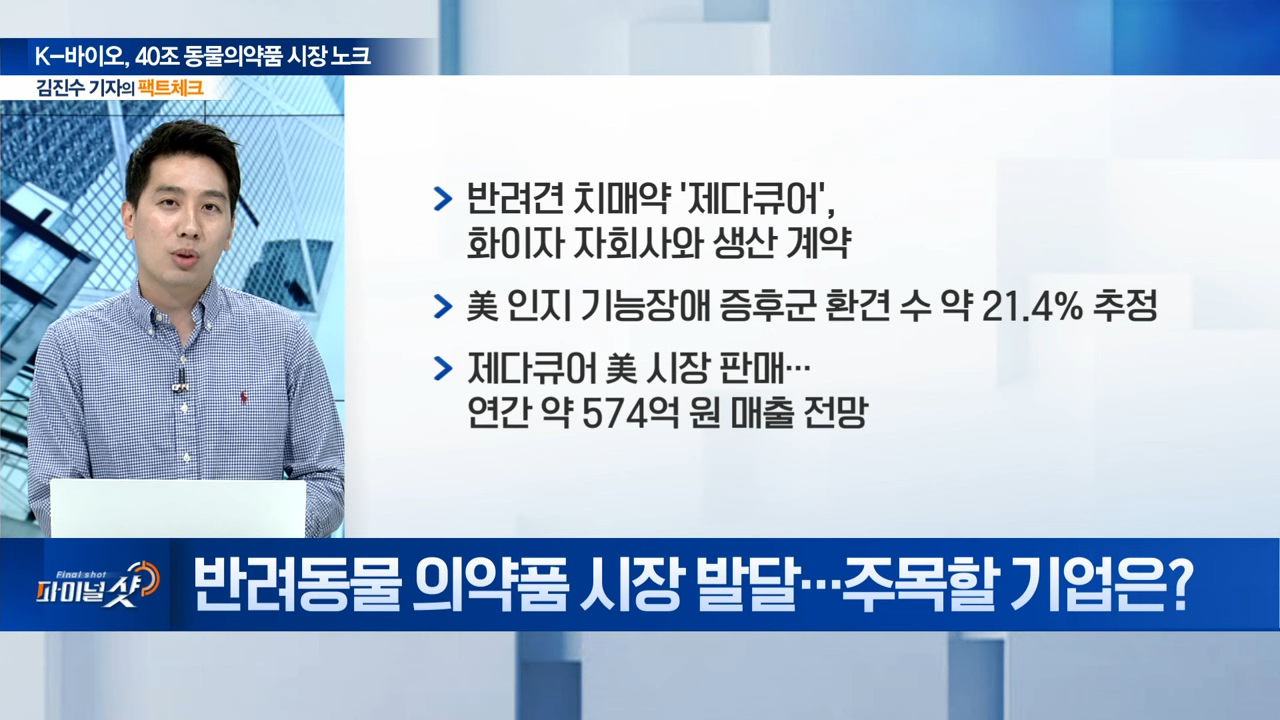 K-바이오, 40조 동물의약품 시장 노크
김진수 기자의 팩트체크
반려견 치매약 '제다큐어',
화이자 자회사와 생산 계약
美 인지 기능장애 증후군 환견 수 약 21.4% 추정
제다큐어 美 시장 판매…
연간 약 574억 원 매출 전망
Final shot
파이널샷
반려동물 의약품 시장 발달…주목할 기업은?